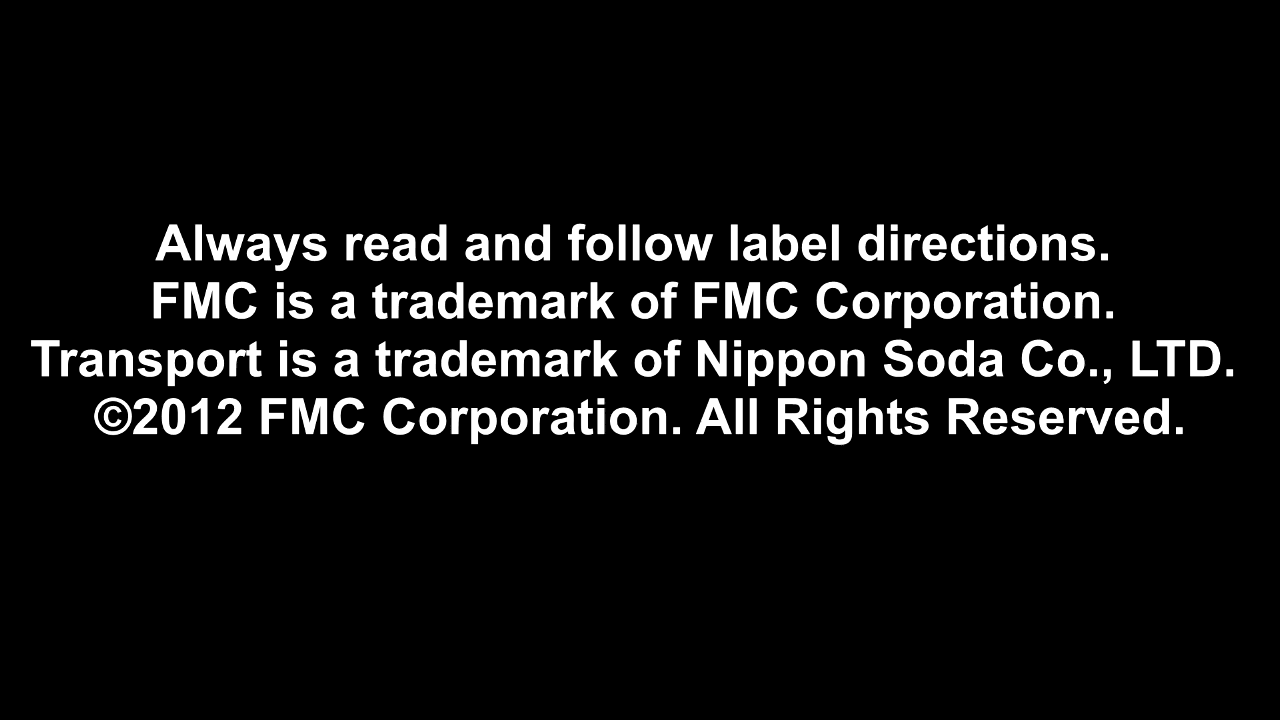 Always read and follow label directions.
FMC is a trademark of FMC Corporation.
Transport is a trademark of Nippon Soda Co., LTD.
©2012 FMC Corporation. All Rights Reserved.